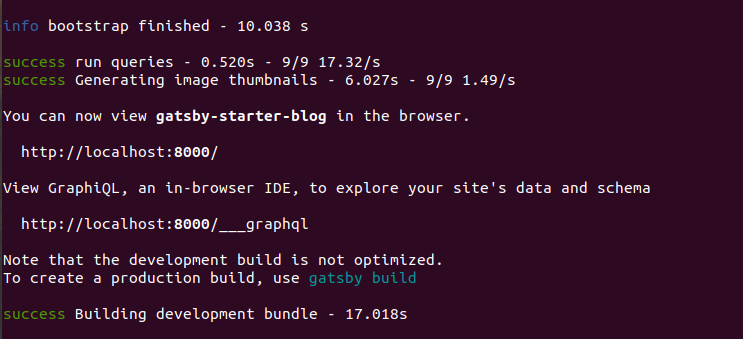 info bootstrap finished - 10.038 s
success run queries - 0.520s - 9/9 17.32/s
success Generating image thumbnails - 6.027s - 9/9 1.49/s
You can now view gatsby-starter-blog in the browser.
http://localhost:8000/
View GraphiQL, an in-browser IDE, to explore your site's data and schema
http://localhost:8000/___graphql
Note that the development build is not optimized.
To create a production build, use gatsby build
success Building development bundle - 17.018s